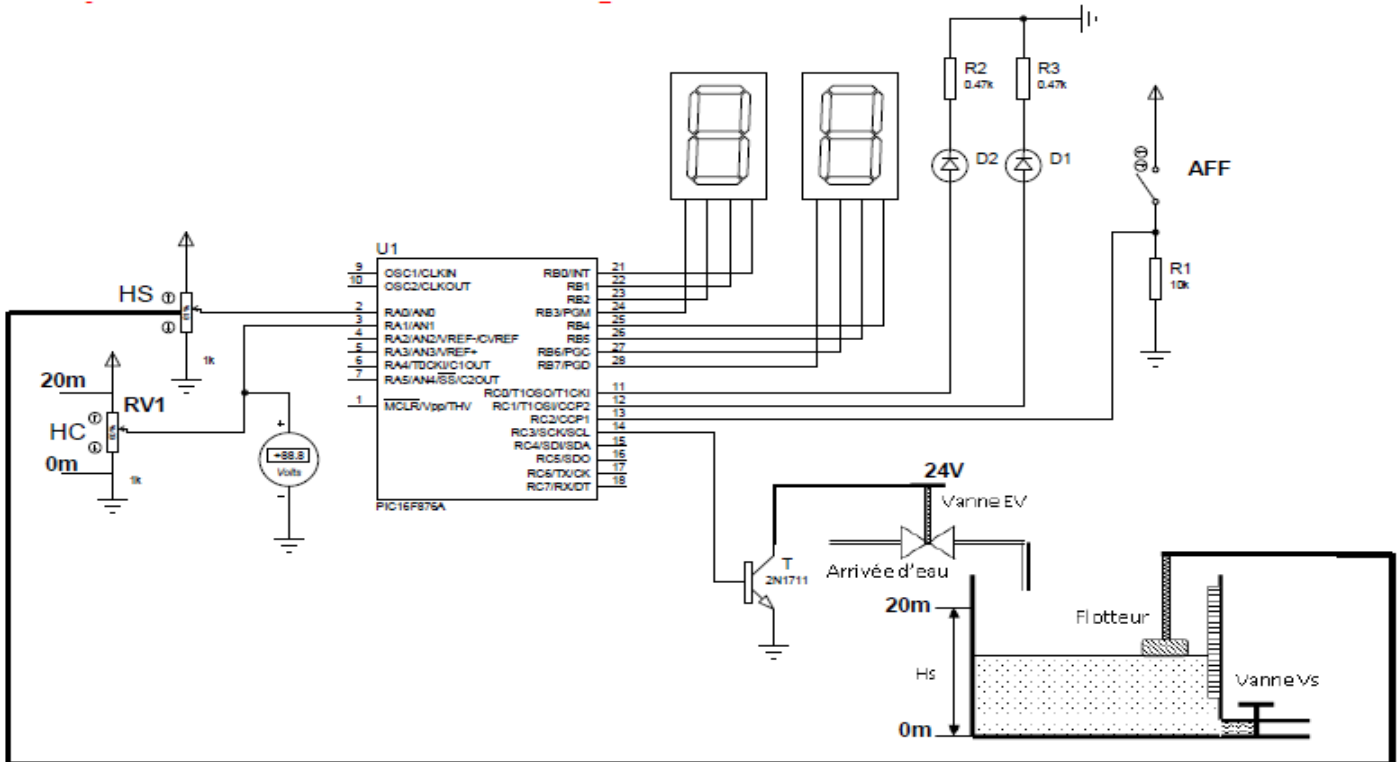 R2
0.47k
R3
0.47k
D2
D1
AFF
R1
10k
U1
9 OSC1/CLKIN
10 OSC2/CLKOUT
2 RA0/AN0
3 RA1/AN1
4 RA2/AN2/VREF-/CVREF
5 RA3/AN3/VREF+
6 RA4/T0CKI/C1OUT
7 RA5/AN4/SS/C2OUT
1 MCLR/Vpp/THV
RB0/INT 21
RB1 22
RB2 23
RB3/PGM 24
RB4 25
RB5 26
RB6/PGC 27
RB7/PGD 28
RC0/T1OSO/T1CKI 11
RC1/T1OSI/CCP2 12
RC2/CCP1 13
RC3/SCK/SCL 14
RC4/SDI/SDA 15
RC5/SDO 16
RC6/TX/CK 17
RC7/RX/DT 18
PIC16F876A
HS
1k
20m
RV1
HC
0m
1k
+
+88.8
Volts
-
24V
Vanne EV
Arrivée d'eau
T
2N1711
20m
Flotteur
Hs
Vanne Vs
0m